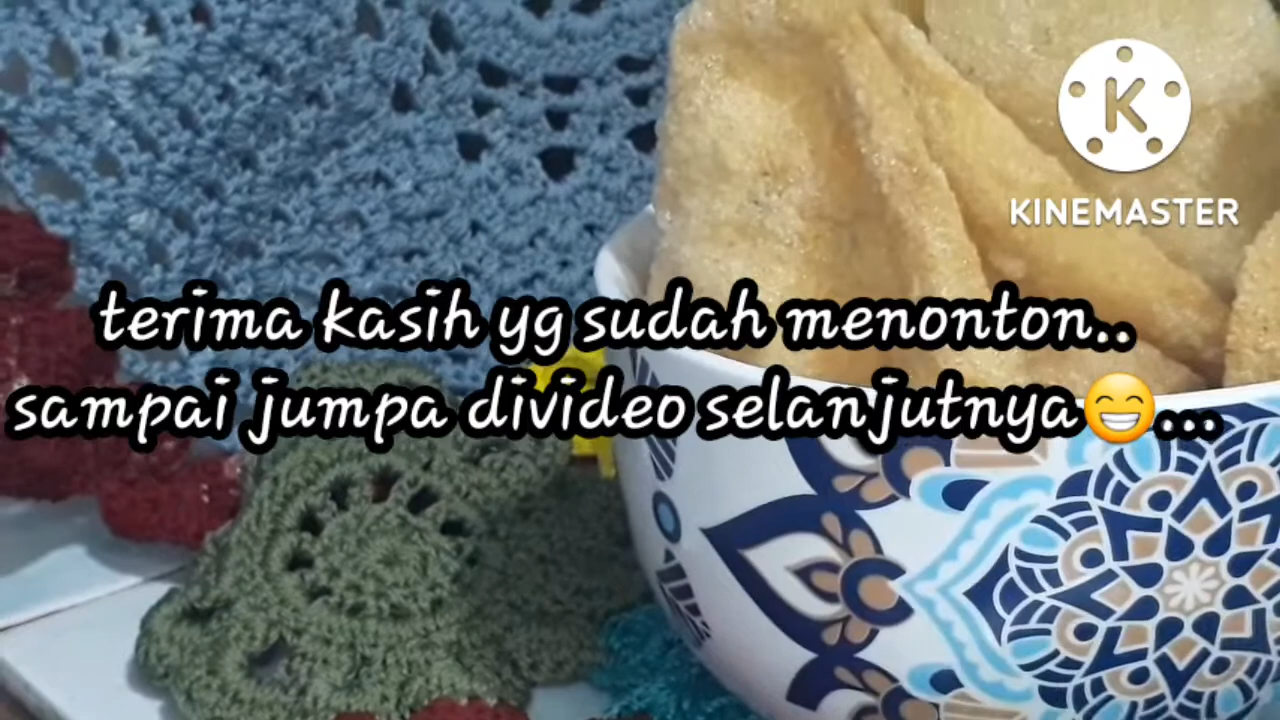 K
KINEMASTER
terima kasih yg sudah menonton..
sampai jumpa divideo selanjutnya😁...